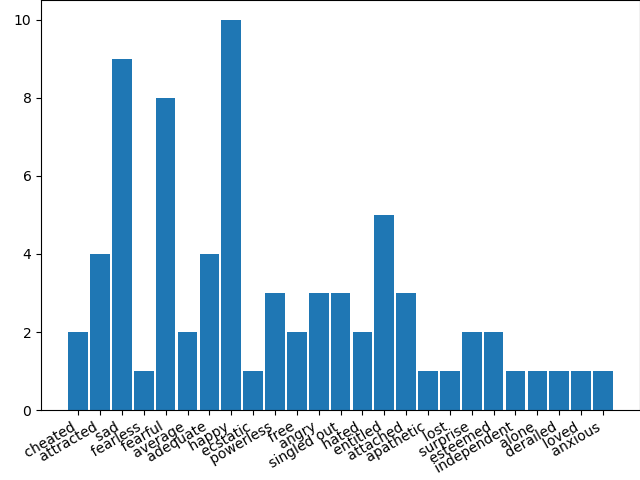 10
8
6
4
2
0
cheated
attracted
sad
fearless
fearful
average
adequate
happy
ecstatic
powerless
free
angry
singled out
hated
entitled
attached
apathetic
lost
surprise
esteemed
independent
alone
derailed
loved
anxious